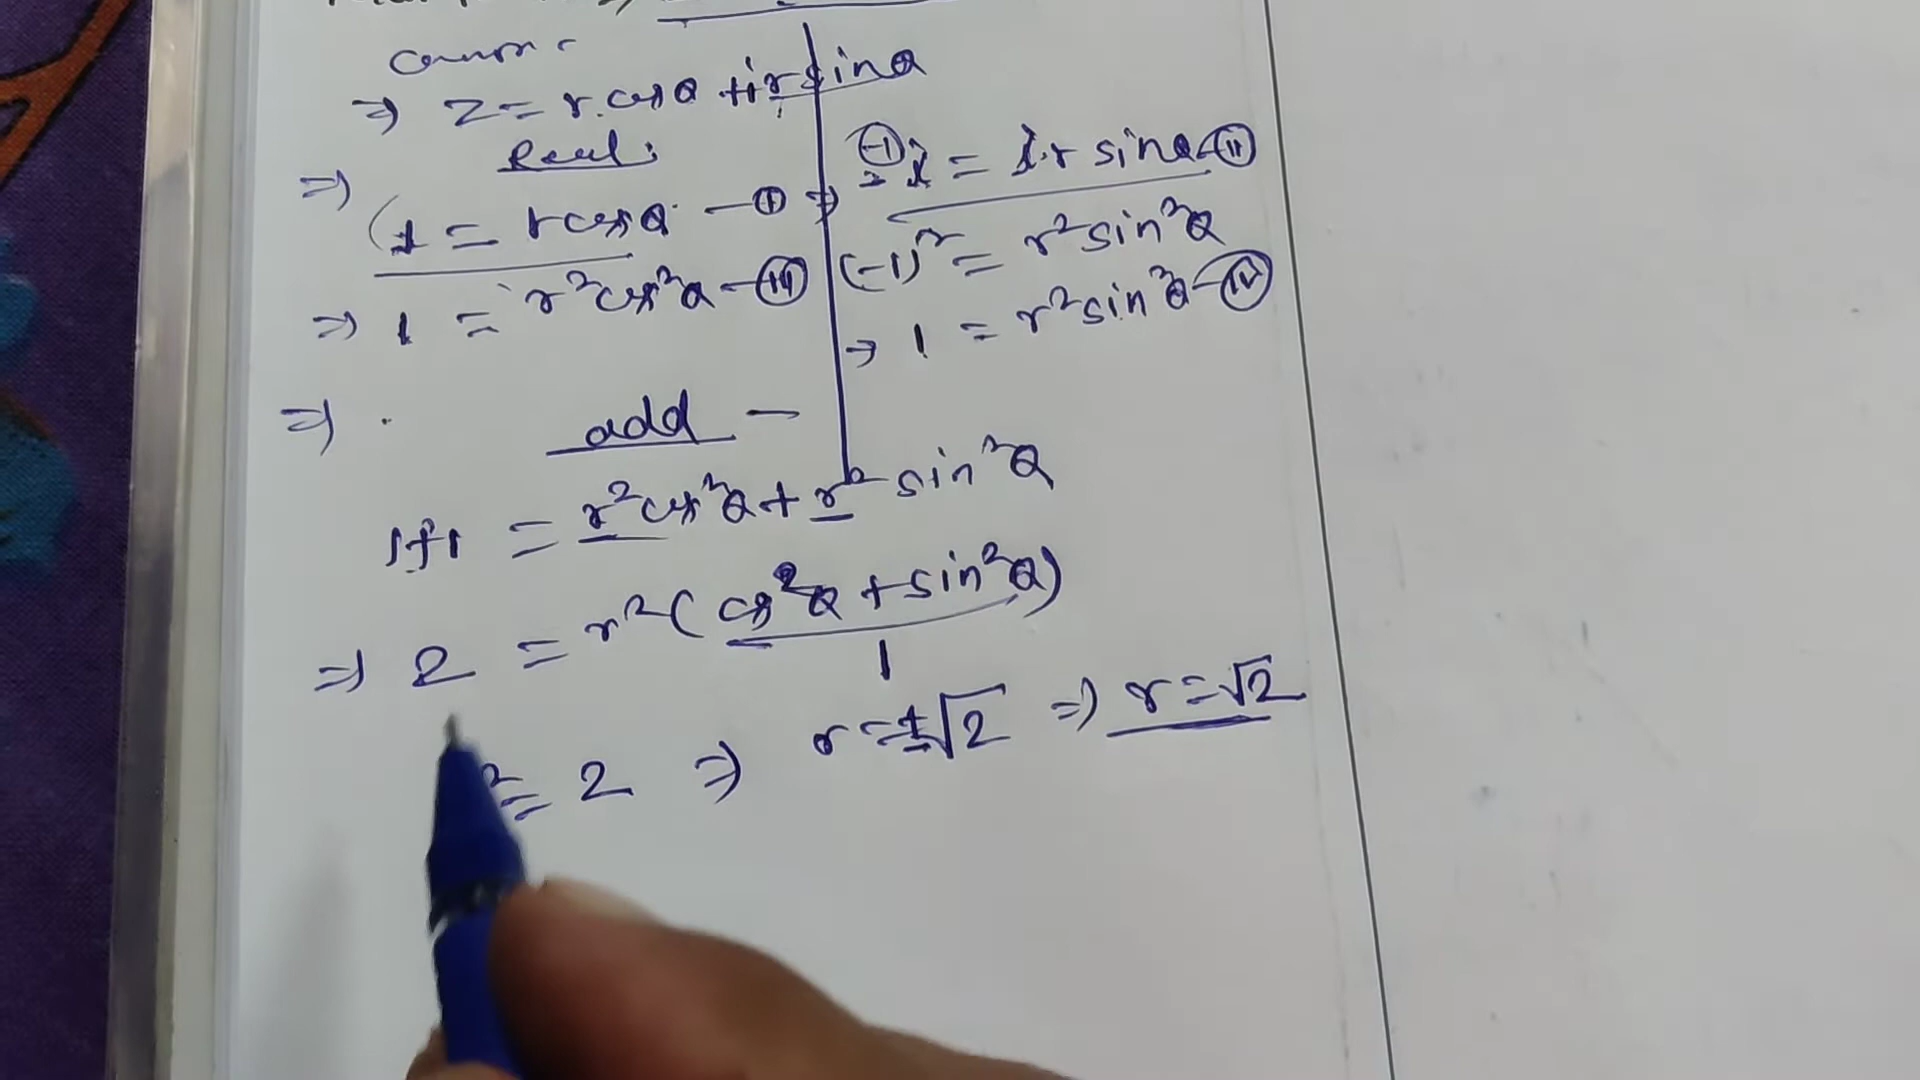 ⇒ z = r.cosθ + ir sinθ
Real:
⇒
1 = r cosθ — (I)
⇒ 1 = r²cos²θ — (III)
⇒ -1 i = i.r sinθ — (II)
(-1)² = r²sin²θ
→ 1 = r²sin²θ — (IV)
⇒ .
add —
1+1 = r²cos²θ + r² sin²θ
⇒ 2 = r²(cos²θ + sin²θ)
1
² = 2 ⇒ r = ±√2 ⇒ r = √2